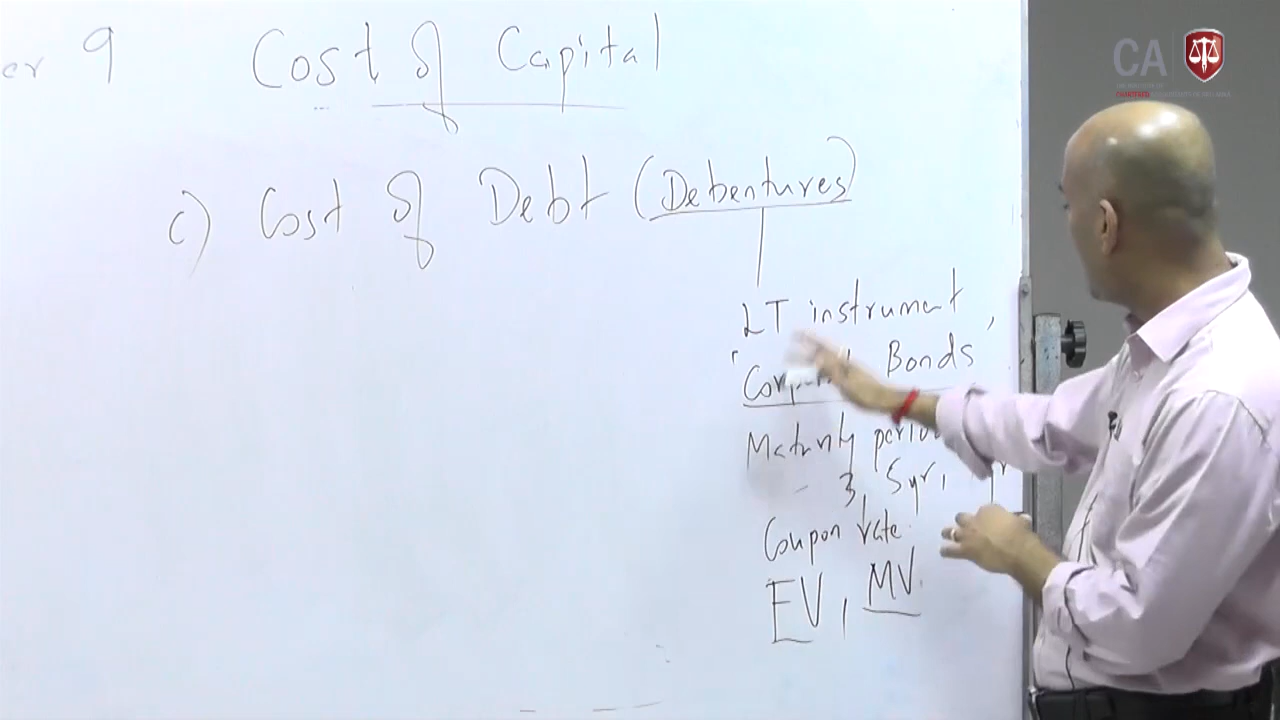 er 9 Cost of Capital
CA
c) Cost of Debt (Debentures)
LT instrument
Bonds
Maturity
3, 5yr,
Coupon rate
FV, MV